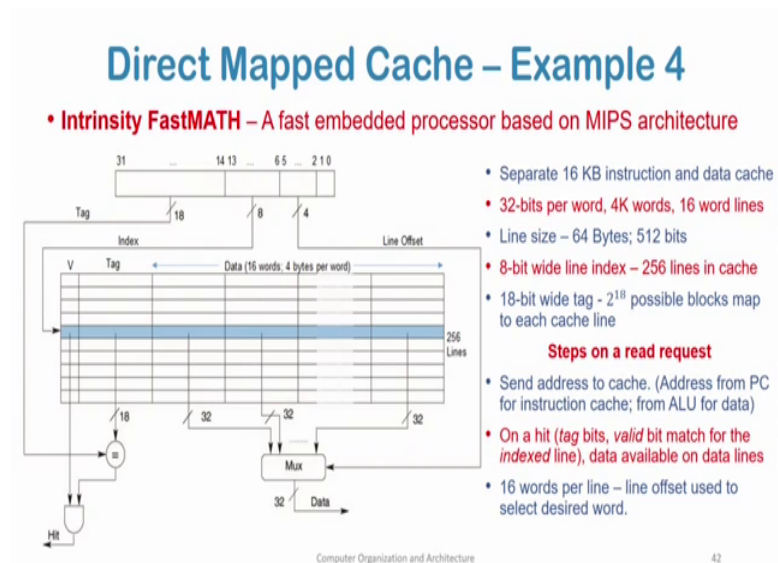 Direct Mapped Cache – Example 4
• Intrinsity FastMATH – A fast embedded processor based on MIPS architecture
31 ... 14 13 ... 6 5 ... 2 1 0
Tag
18
8
4
Index
Line Offset
V
Tag
Data (16 words; 4 bytes per word)
256
Lines
18
32
32
32
=
......
Mux
32
Data
Hit
• Separate 16 KB instruction and data cache
• 32-bits per word, 4K words, 16 word lines
• Line size – 64 Bytes; 512 bits
• 8-bit wide line index – 256 lines in cache
• 18-bit wide tag - 2¹⁸ possible blocks map
to each cache line
Steps on a read request
• Send address to cache. (Address from PC
for instruction cache; from ALU for data)
• On a hit (tag bits, valid bit match for the
indexed line), data available on data lines
• 16 words per line – line offset used to
select desired word.
Computer Organization and Architecture
42